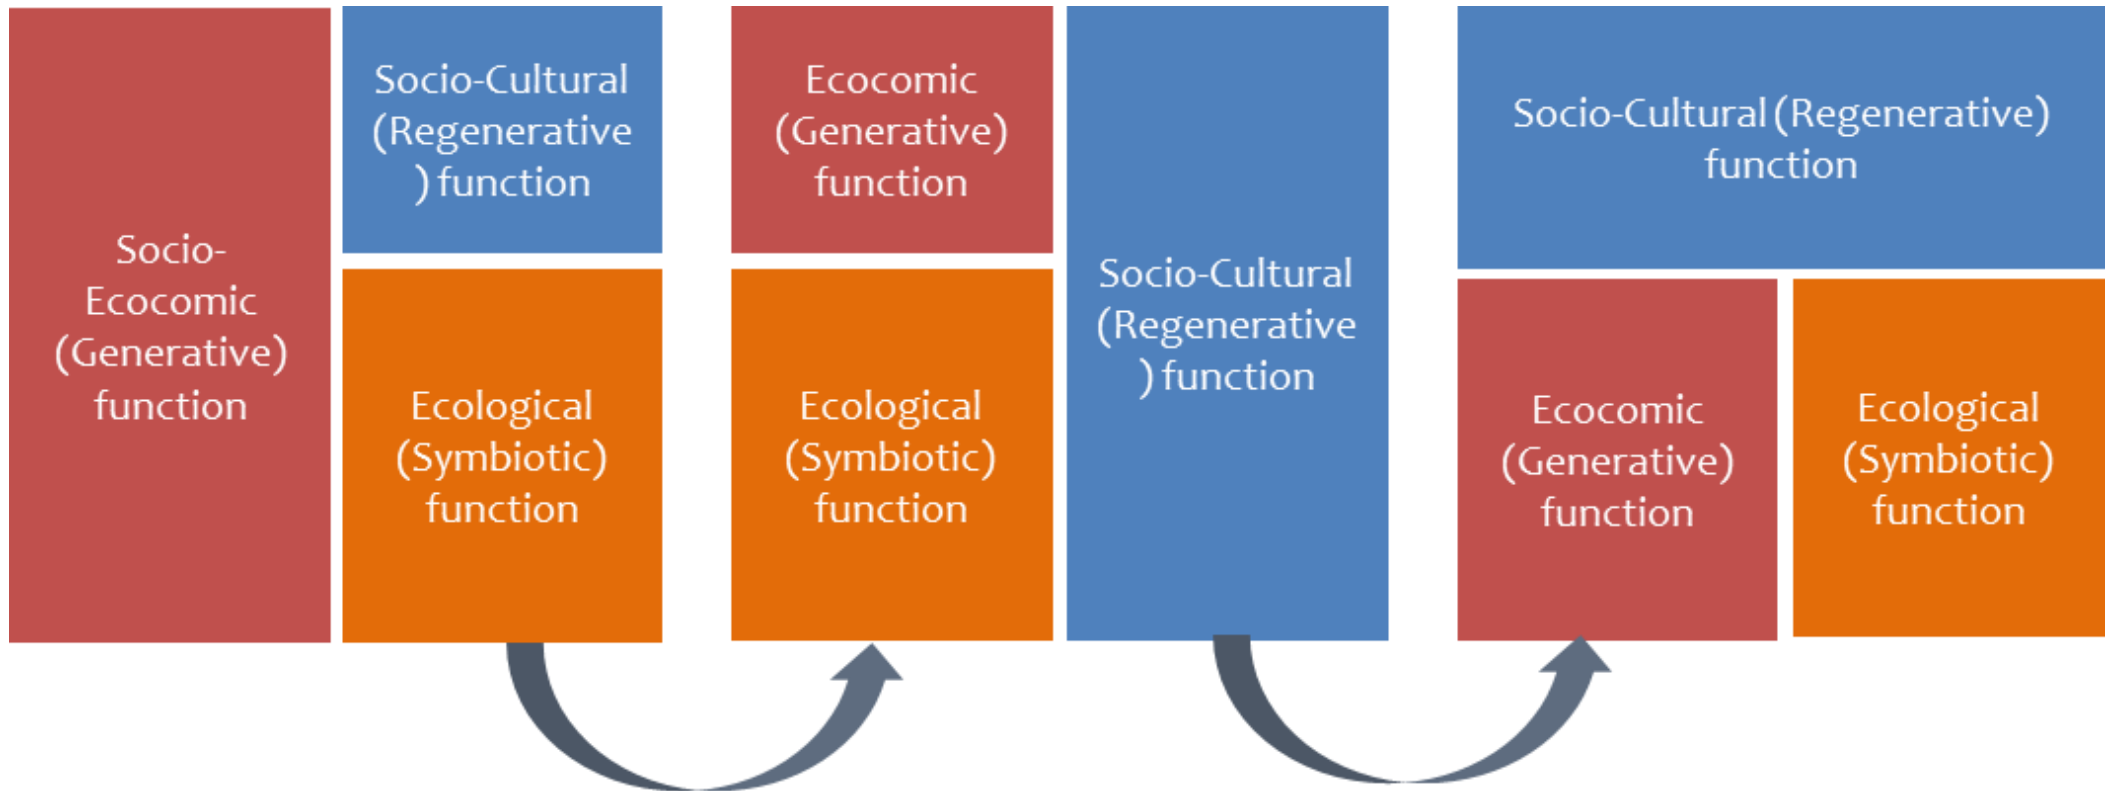 Socio-
Ecocomic
(Generative)
function
Socio-Cultural
(Regenerative
) function
Ecological
(Symbiotic)
function
Ecocomic
(Generative)
function
Ecological
(Symbiotic)
function
Socio-Cultural
(Regenerative
) function
Socio-Cultural (Regenerative)
function
Ecocomic
(Generative)
function
Ecological
(Symbiotic)
function